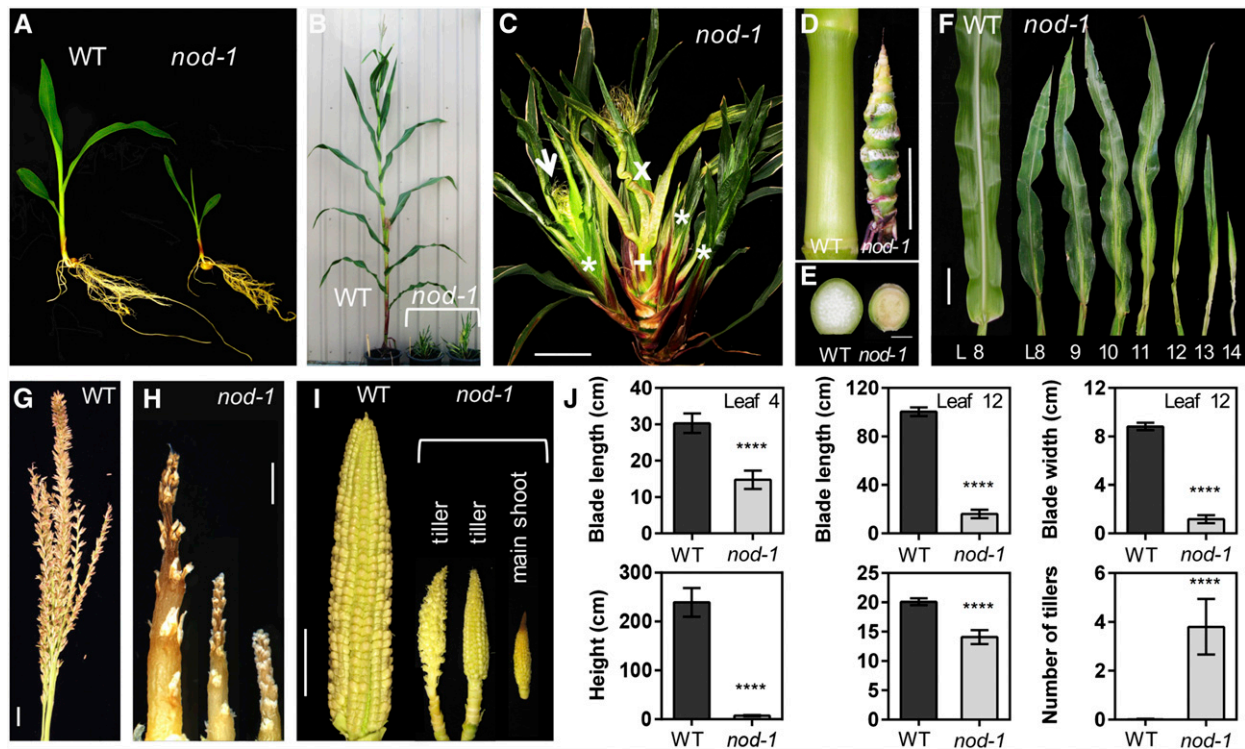 A
WT
nod-1
B
WT
nod-1
C
nod-1
x
*
*
*
+
D
WT
nod-1
E
WT
nod-1
F
WT
nod-1
L 8
L8
9
10
11
12
13
14
G
WT
H
nod-1
I
WT
nod-1
tiller
tiller
main shoot
J
Blade length (cm)
40
30
20
10
0
Leaf 4
****
WT
nod-1
Blade length (cm)
120
80
40
0
Leaf 12
****
WT
nod-1
Blade width (cm)
12
8
4
0
Leaf 12
****
WT
nod-1
Height (cm)
300
200
100
0
****
WT
nod-1
25
20
15
10
5
0
****
WT
nod-1
Number of tillers
6
4
2
0
****
WT
nod-1